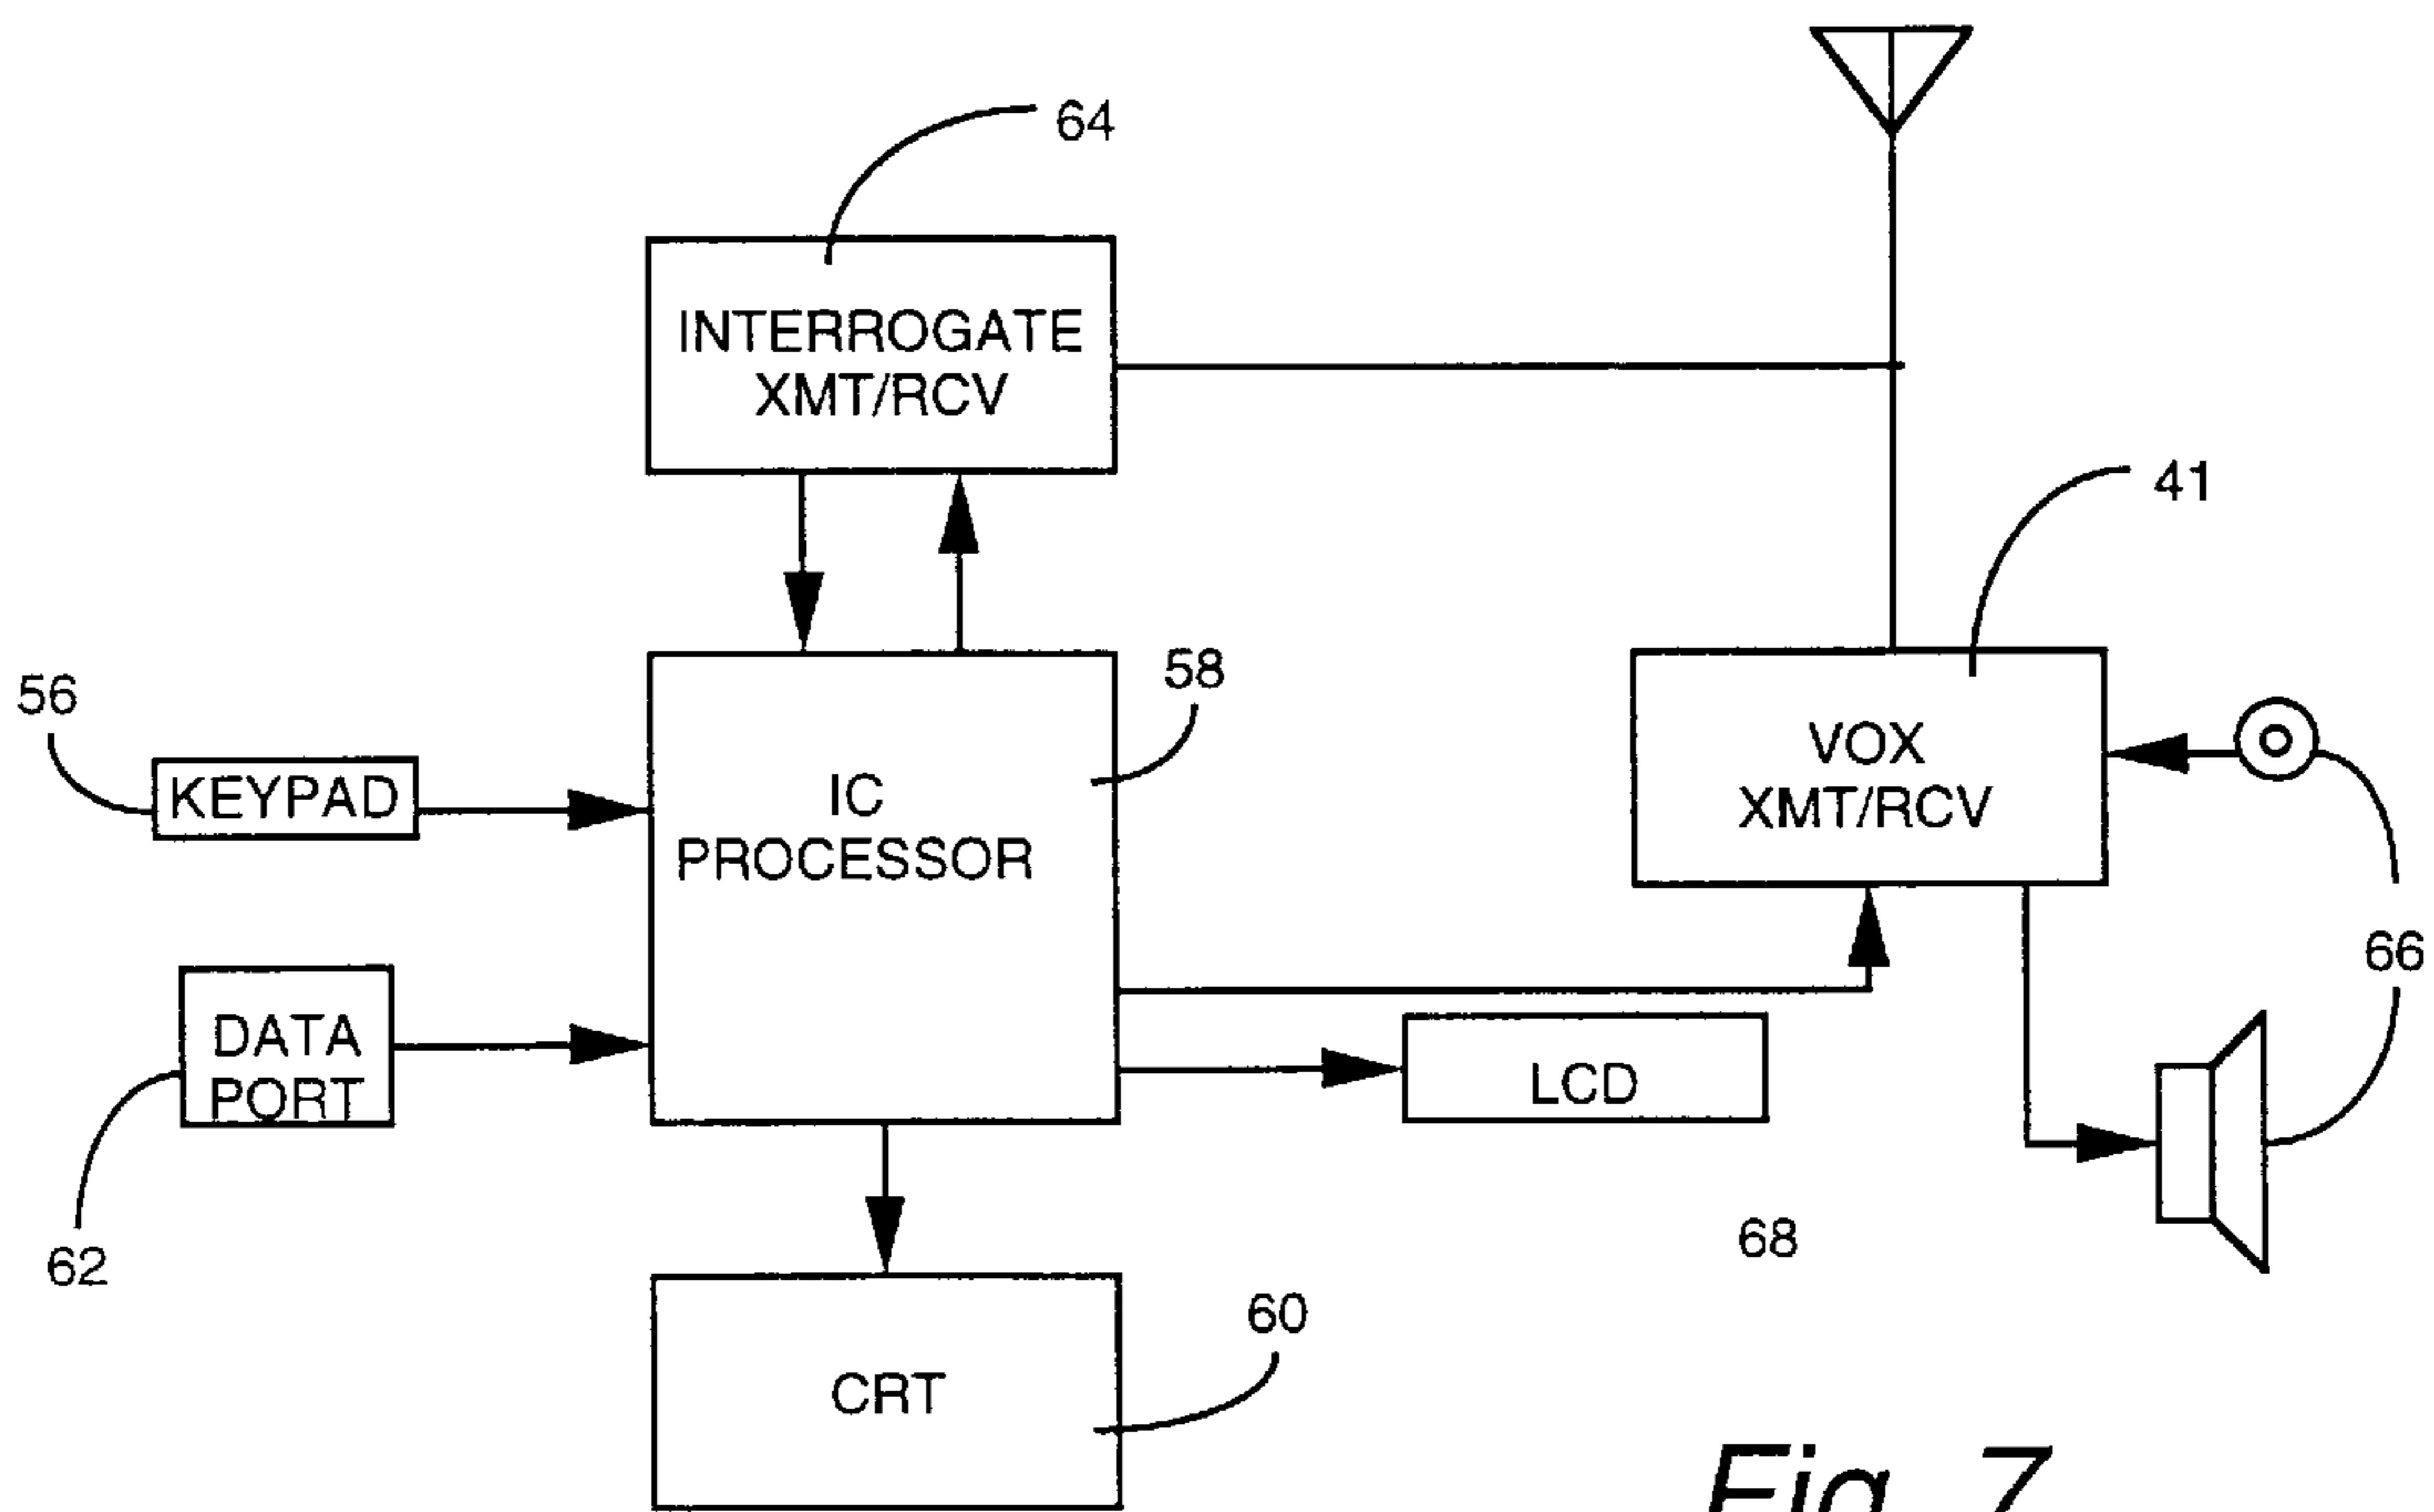 64
INTERROGATE
XMT/RCV
41
58
56
KEYPAD
IC
PROCESSOR
VOX
XMT/RCV
66
DATA
PORT
LCD
62
68
60
CRT
Fig. 7